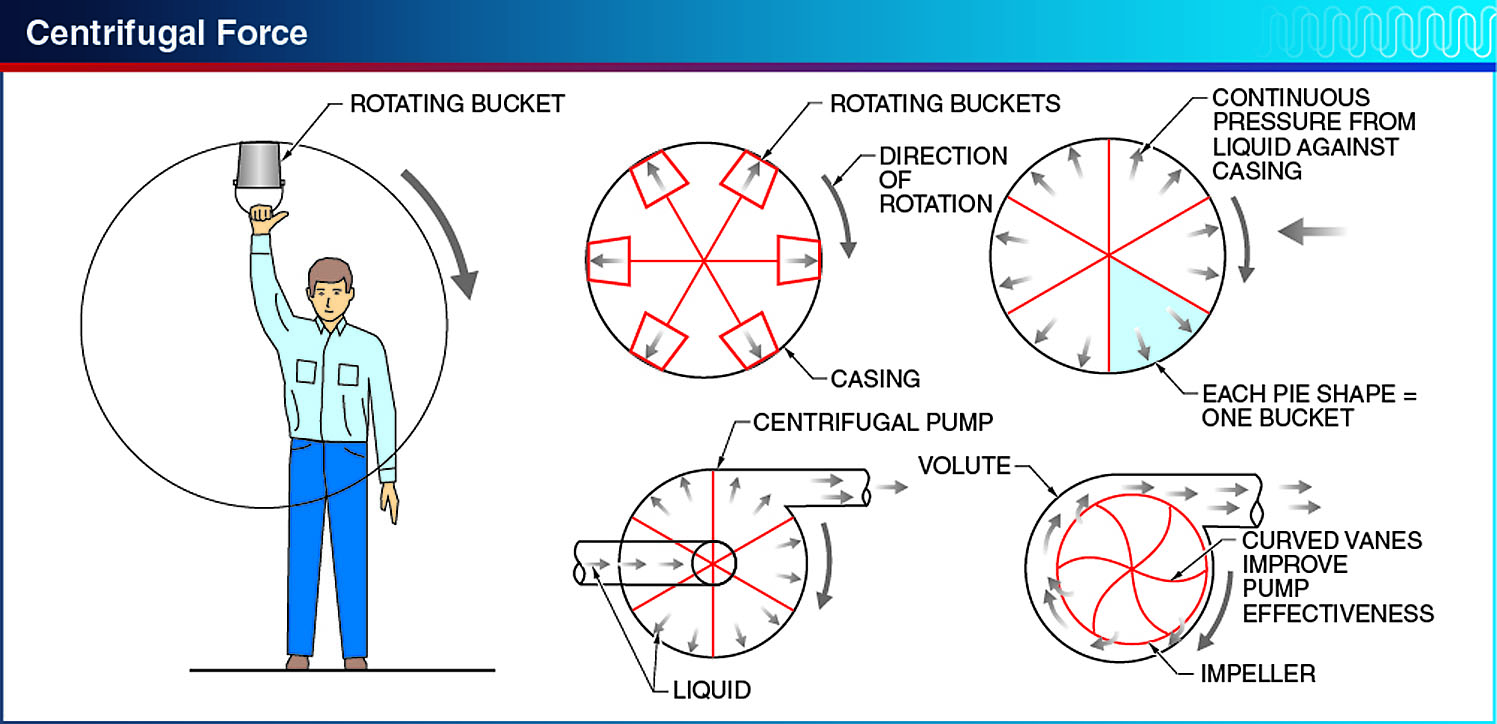 Centrifugal Force
ROTATING BUCKET
ROTATING BUCKETS
DIRECTION
OF
ROTATION
CASING
CONTINUOUS
PRESSURE FROM
LIQUID AGAINST
CASING
EACH PIE SHAPE =
ONE BUCKET
CENTRIFUGAL PUMP
LIQUID
VOLUTE
CURVED VANES
IMPROVE
PUMP
EFFECTIVENESS
IMPELLER